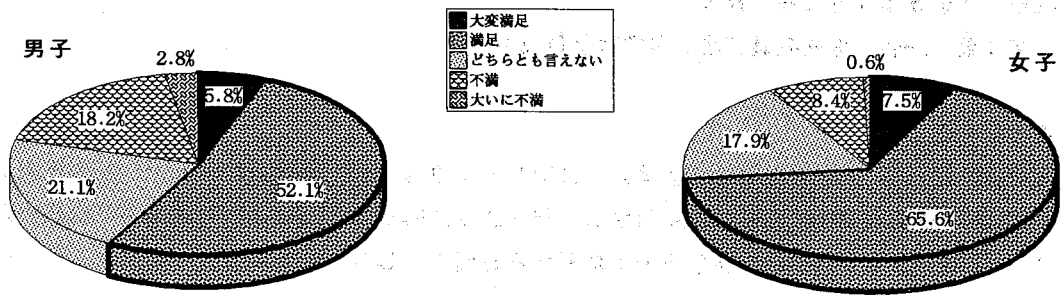 男子
2.8%
5.8%
18.2%
21.1%
52.1%
大変満足
満足
どちらとも言えない
不満
大いに不満
女子
0.6%
8.4%
7.5%
17.9%
65.6%